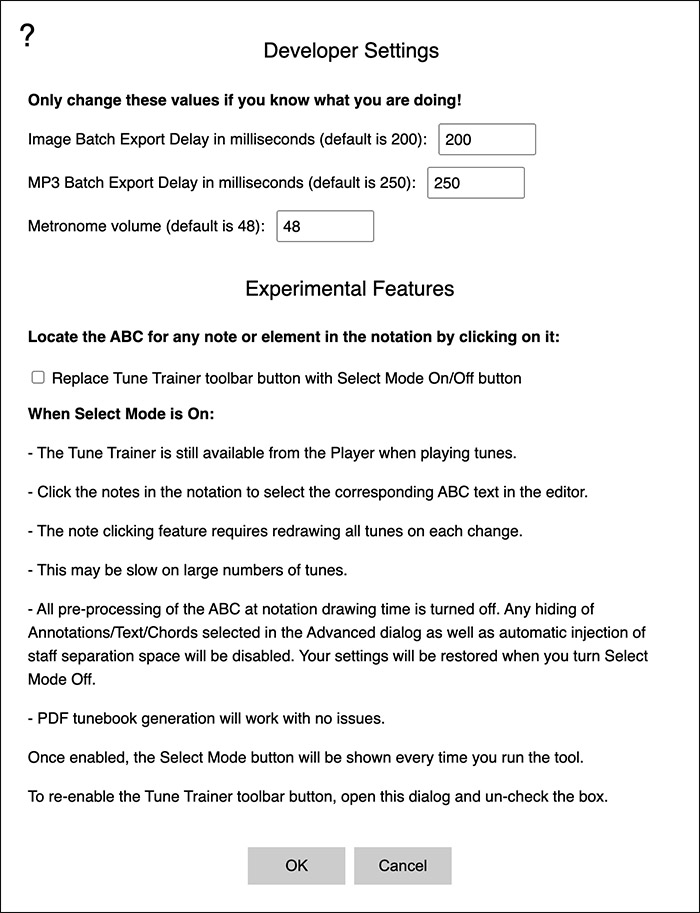 ?
Developer Settings
Only change these values if you know what you are doing!
Image Batch Export Delay in milliseconds (default is 200): 200
MP3 Batch Export Delay in milliseconds (default is 250): 250
Metronome volume (default is 48): 48
Experimental Features
Locate the ABC for any note or element in the notation by clicking on it:
Replace Tune Trainer toolbar button with Select Mode On/Off button
When Select Mode is On:
- The Tune Trainer is still available from the Player when playing tunes.
- Click the notes in the notation to select the corresponding ABC text in the editor.
- The note clicking feature requires redrawing all tunes on each change.
- This may be slow on large numbers of tunes.
- All pre-processing of the ABC at notation drawing time is turned off. Any hiding of
Annotations/Text/Chords selected in the Advanced dialog as well as automatic injection of
staff separation space will be disabled. Your settings will be restored when you turn Select
Mode Off.
- PDF tunebook generation will work with no issues.
Once enabled, the Select Mode button will be shown every time you run the tool.
To re-enable the Tune Trainer toolbar button, open this dialog and un-check the box.
OK Cancel